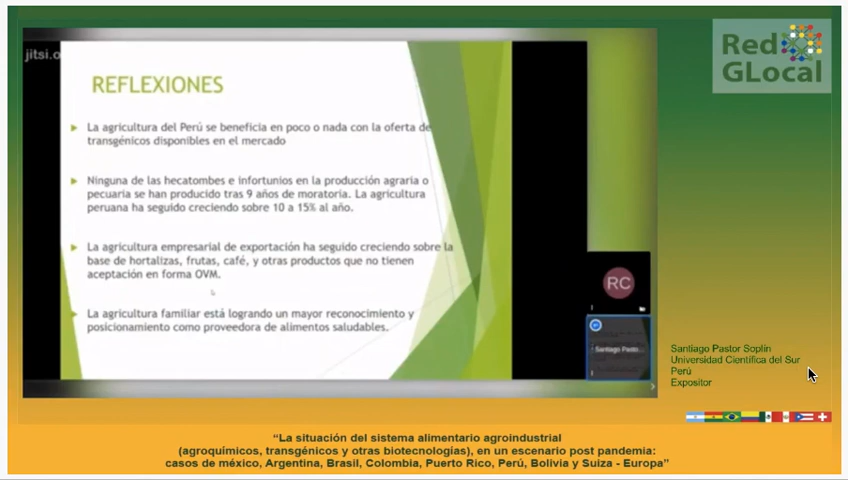 Red
GLocal
jitsi.o
REFLEXIONES
La agricultura del Perú se beneficia en poco o nada con la oferta de
transgénicos disponibles en el mercado
Ninguna de las hecatombes e infortunios en la producción agraria o
pecuaria se han producido tras 9 años de moratoria. La agricultura
peruana ha seguido creciendo sobre 10 a 15% al año.
La agricultura empresarial de exportación ha seguido creciendo sobre la
base de hortalizas, frutas, café, y otras productos que no tienen
aceptación en forma OVM.
La agricultura familiar está logrando un mayor reconocimiento y
posicionamiento como proveedora de alimentos saludables.
RC
Santiago Pasto...
Santiago Pastor Soplín
Universidad Científica del Sur
Perú
Expositor
“La situación del sistema alimentario agroindustrial
(agroquímicos, transgénicos y otras biotecnologías), en un escenario post pandemia:
casos de méxico, Argentina, Brasil, Colombia, Puerto Rico, Perú, Bolivia y Suiza - Europa”